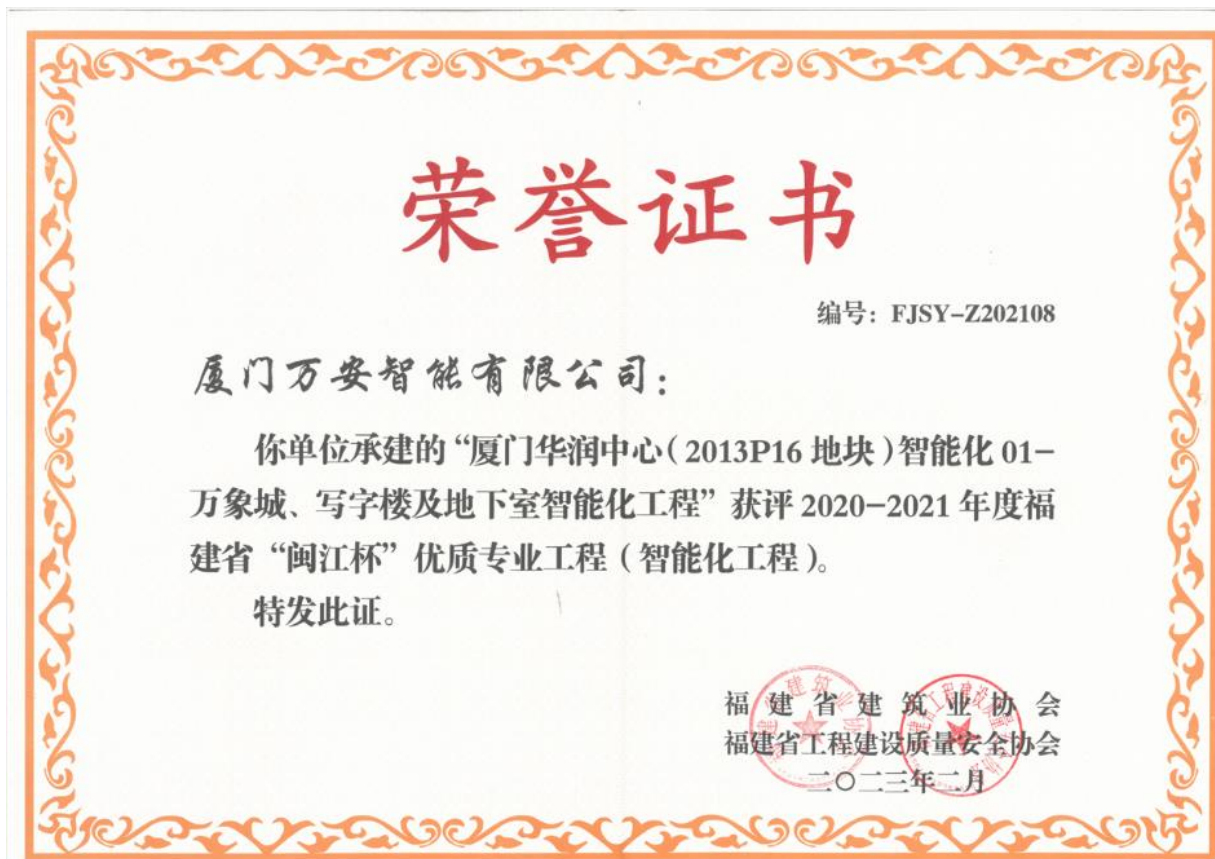 荣誉证书
编号：FJSY-Z202108
厦门万安智能有限公司：
你单位承建的“厦门华润中心（2013P16 地块）智能化 01-
万象城、写字楼及地下室智能化工程”获评 2020-2021 年度福
建省“闽江杯”优质专业工程（智能化工程）。
特发此证。
福建省建筑业协会
福建省工程建设质量安全协会
二〇二三年二月